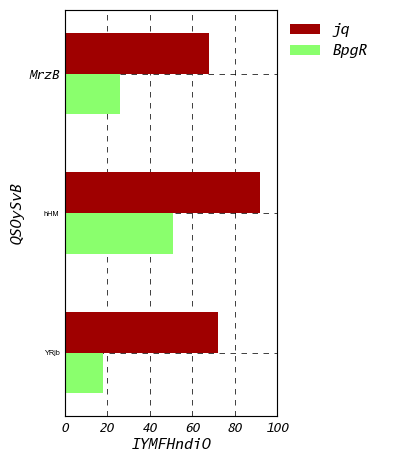 jq
BpgR
MrzB
hHM
YRjb
QSOySvB
0 20 40 60 80 100
IYMFHndiO